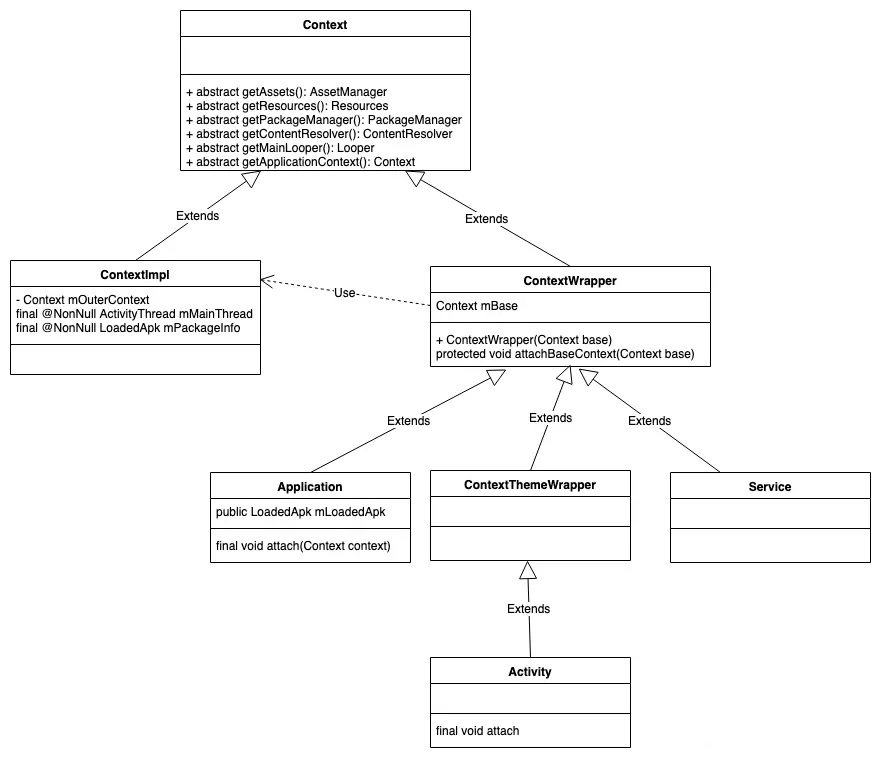 Context
+ abstract getAssets(): AssetManager
+ abstract getResources(): Resources
+ abstract getPackageManager(): PackageManager
+ abstract getContentResolver(): ContentResolver
+ abstract getMainLooper(): Looper
+ abstract getApplicationContext(): Context
Extends
Extends
ContextImpl
- Context mOuterContext
final @NonNull ActivityThread mMainThread
final @NonNull LoadedApk mPackageInfo
Use
ContextWrapper
Context mBase
+ ContextWrapper(Context base)
protected void attachBaseContext(Context base)
Extends
Extends
Extends
Application
public LoadedApk mLoadedApk
final void attach(Context context)
ContextThemeWrapper
Service
Extends
Activity
final void attach